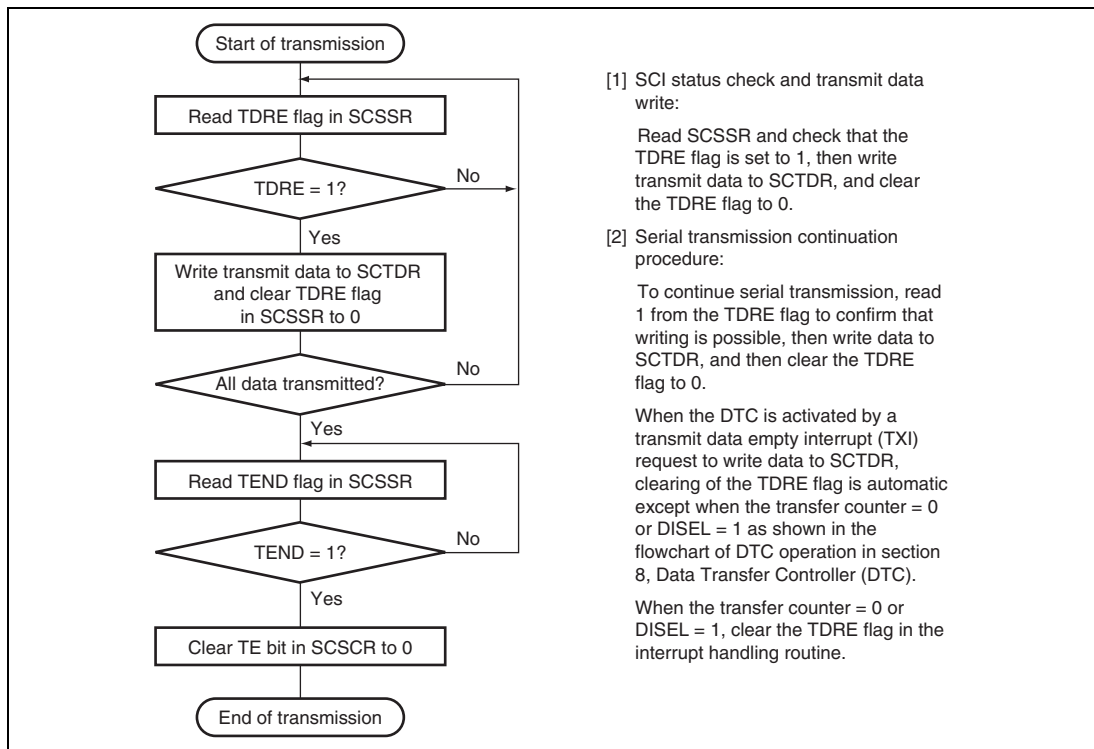 Start of transmission
Read TDRE flag in SCSSR
TDRE = 1?
No
Yes
Write transmit data to SCTDR
and clear TDRE flag
in SCSSR to 0
All data transmitted?
No
Yes
Read TEND flag in SCSSR
TEND = 1?
No
Yes
Clear TE bit in SCSCR to 0
End of transmission
[1] SCI status check and transmit data
write:
Read SCSSR and check that the
TDRE flag is set to 1, then write
transmit data to SCTDR, and clear
the TDRE flag to 0.
[2] Serial transmission continuation
procedure:
To continue serial transmission, read
1 from the TDRE flag to confirm that
writing is possible, then write data to
SCTDR, and then clear the TDRE
flag to 0.
When the DTC is activated by a
transmit data empty interrupt (TXI)
request to write data to SCTDR,
clearing of the TDRE flag is automatic
except when the transfer counter = 0
or DISEL = 1 as shown in the
flowchart of DTC operation in section
8, Data Transfer Controller (DTC).
When the transfer counter = 0 or
DISEL = 1, clear the TDRE flag in the
interrupt handling routine.